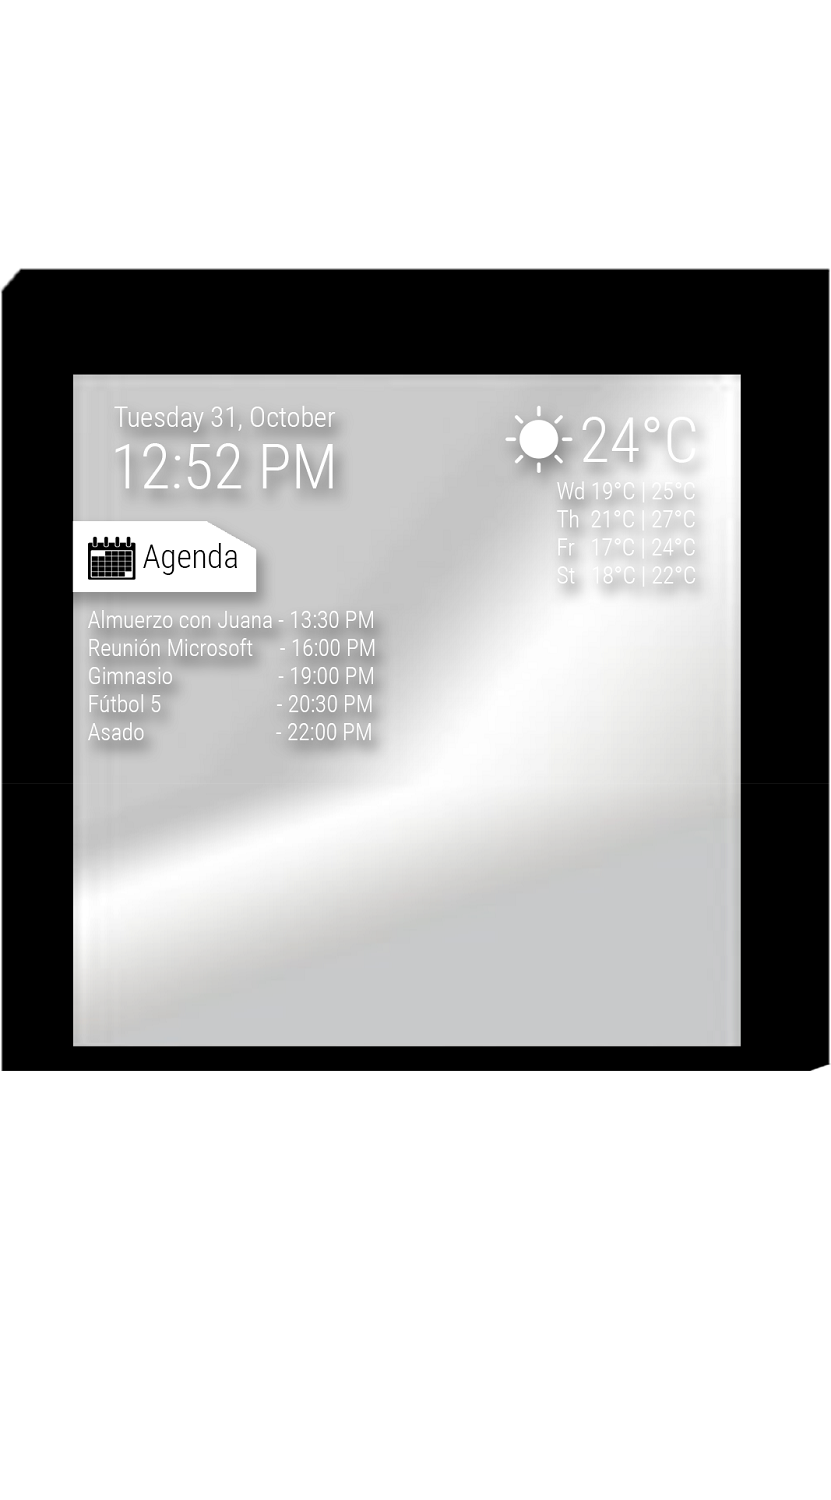 Tuesday 31, October
12:52 PM
24°C
Wd 19°C | 25°C
Th 21°C | 27°C
Fr 17°C | 24°C
St 18°C | 22°C
Agenda
Almuerzo con Juana - 13:30 PM
Reunión Microsoft - 16:00 PM
Gimnasio - 19:00 PM
Fútbol 5 - 20:30 PM
Asado - 22:00 PM